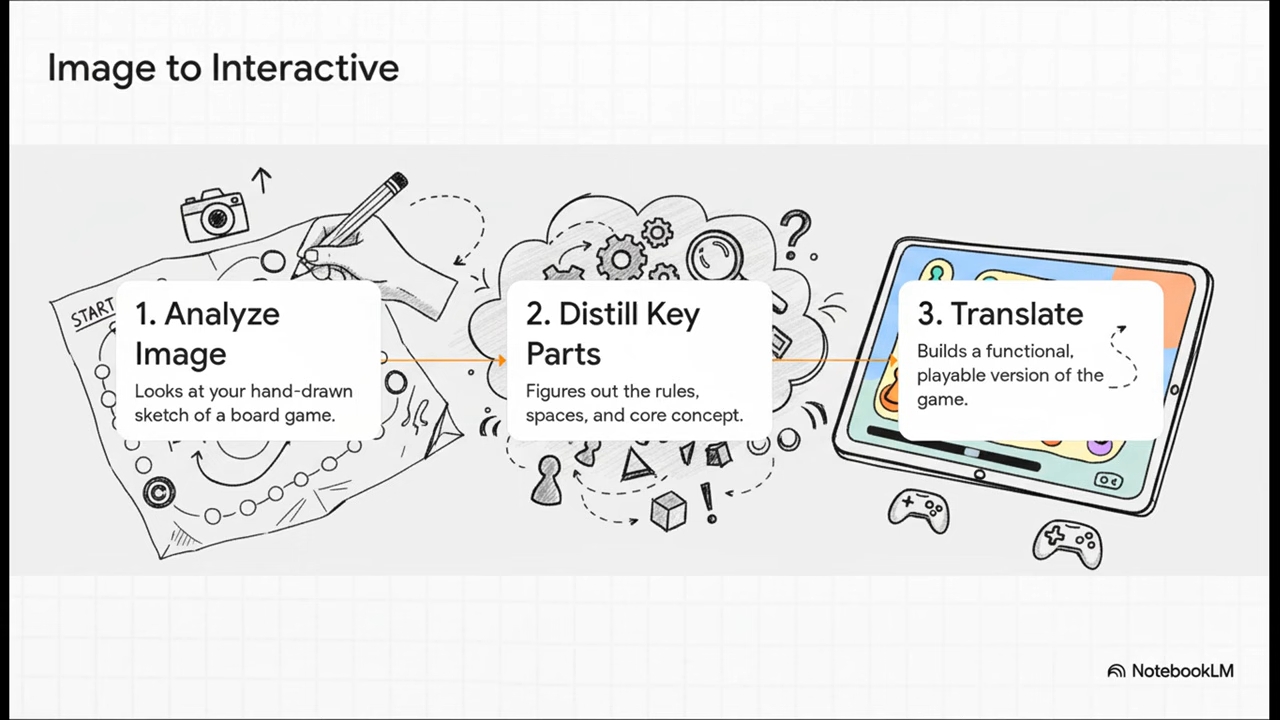 Image to Interactive
START
1. Analyze
Image
Looks at your hand-drawn
sketch of a board game.
©
2. Distill Key
Parts
Figures out the rules,
spaces, and core concept.
?
!
3. Translate
Builds a functional,
playable version of the
game.
NotebookLM